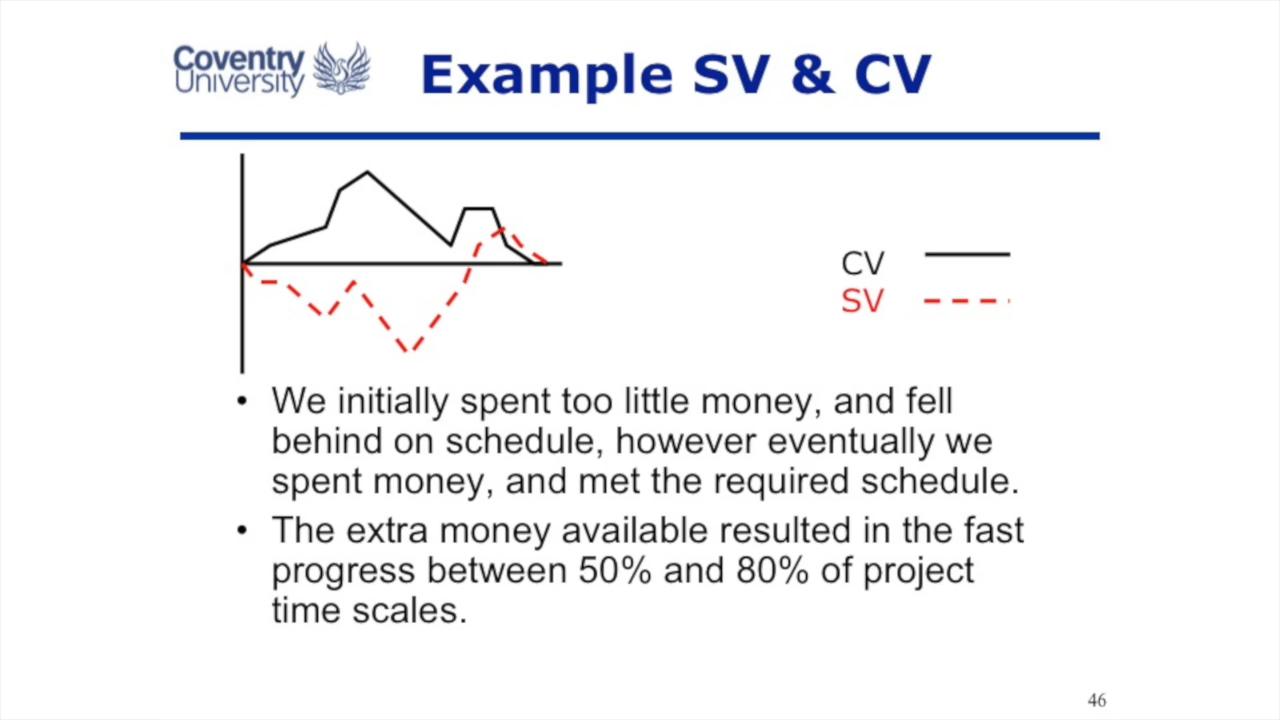 Coventry
University
Example SV & CV
CV
SV
• We initially spent too little money, and fell
behind on schedule, however eventually we
spent money, and met the required schedule.
• The extra money available resulted in the fast
progress between 50% and 80% of project
time scales.
46